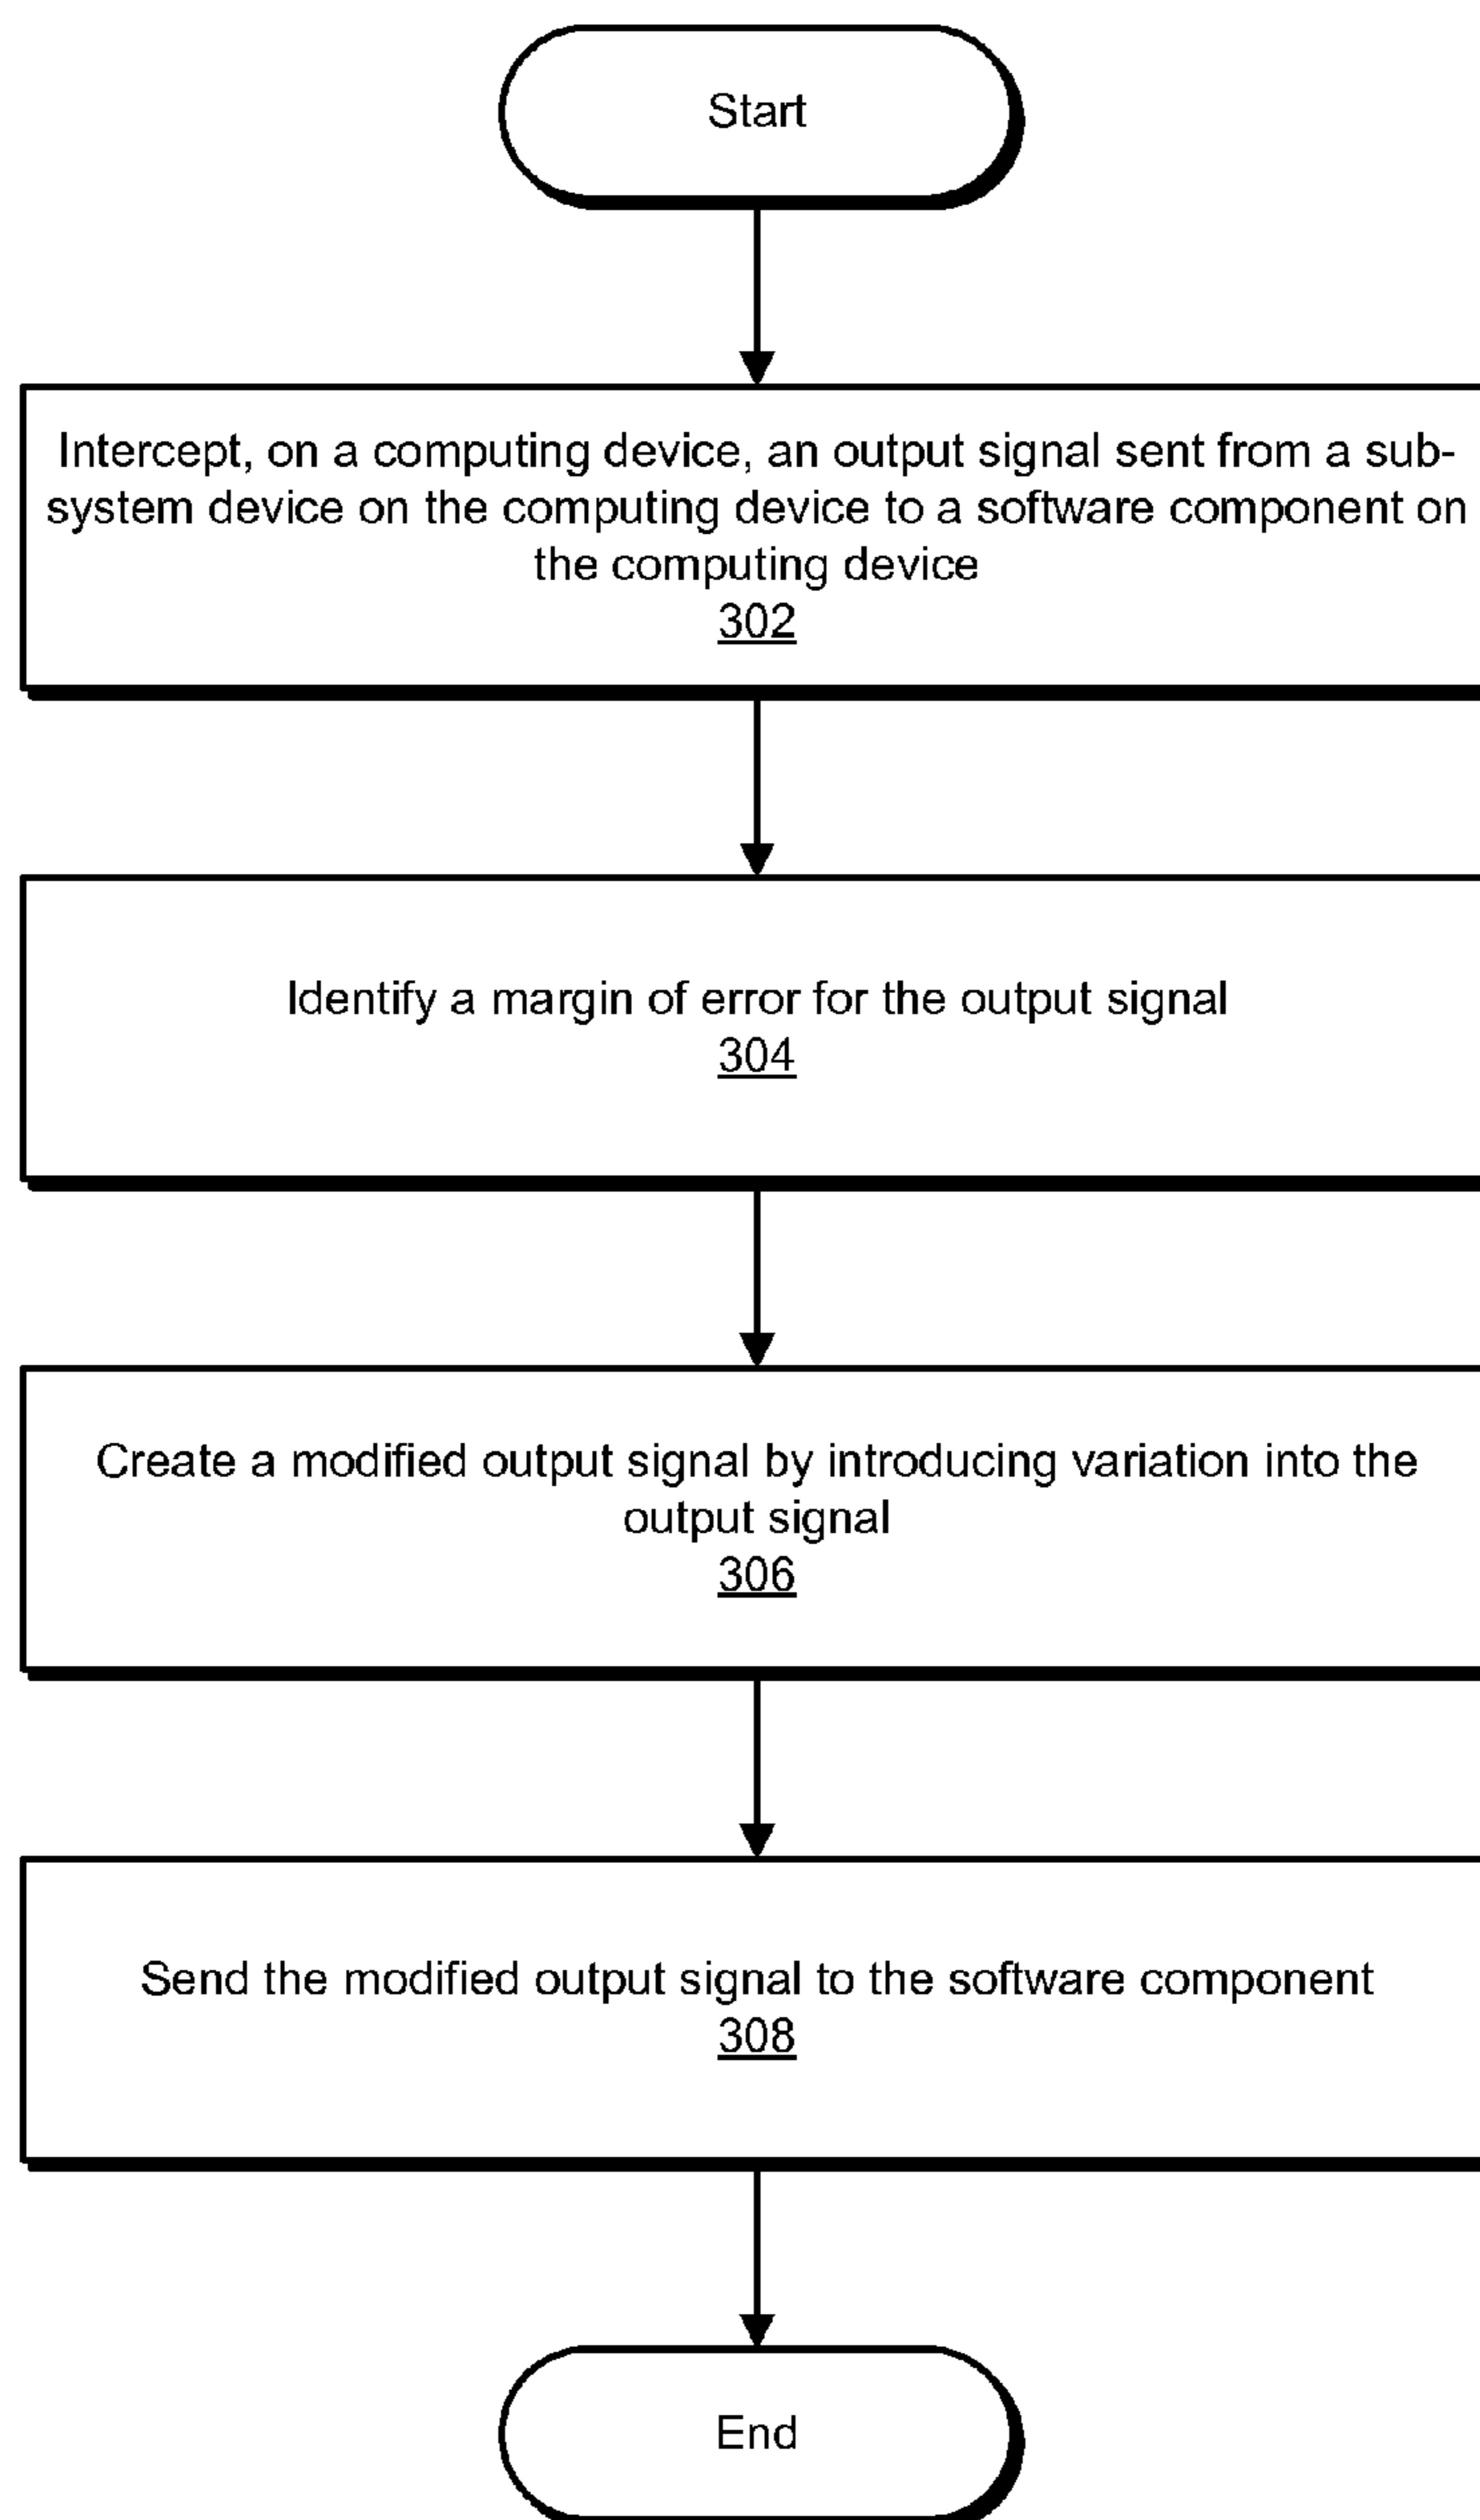 Start
Intercept, on a computing device, an output signal sent from a sub-
system device on the computing device to a software component on
the computing device
302
Identify a margin of error for the output signal
304
Create a modified output signal by introducing variation into the
output signal
306
Send the modified output signal to the software component
308
End